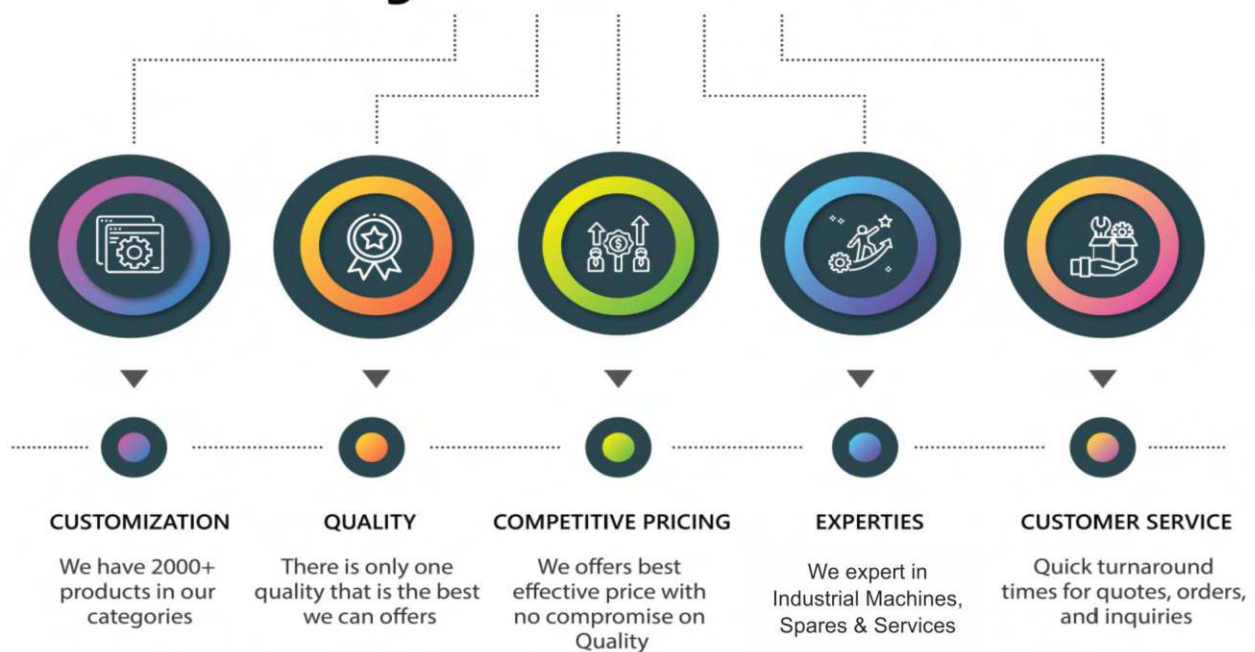 CUSTOMIZATION
We have 2000+
products in our
categories
QUALITY
There is only one
quality that is the best
we can offers
COMPETITIVE PRICING
We offers best
effective price with
no compromise on
Quality
EXPERTIES
We expert in
Industrial Machines,
Spares & Services
CUSTOMER SERVICE
Quick turnaround
times for quotes, orders,
and inquiries